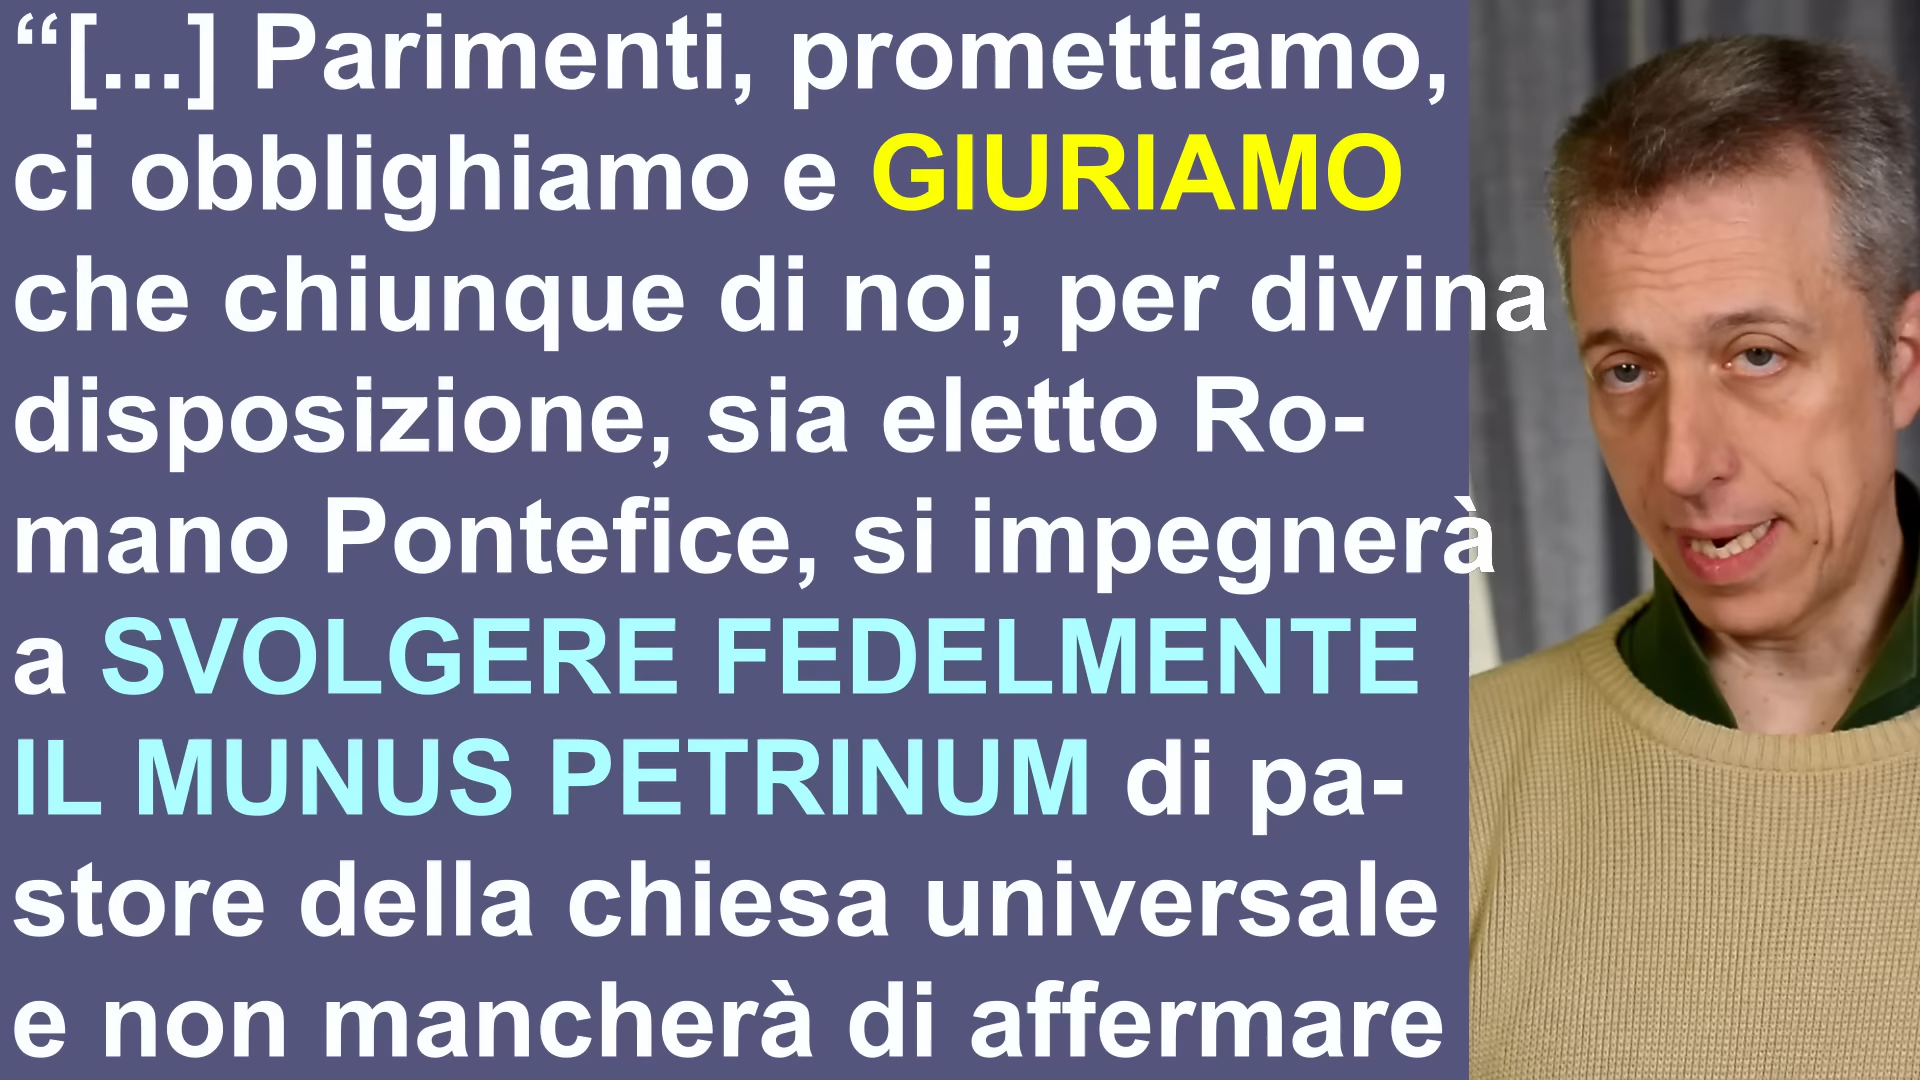 “[...] Parimenti, promettiamo,
ci obblighiamo e GIURIAMO
che chiunque di noi, per divina
disposizione, sia eletto Ro-
mano Pontefice, si impegnerà
a SVOLGERE FEDELMENTE
IL MUNUS PETRINUM di pa-
store della chiesa universale
e non mancherà di affermare